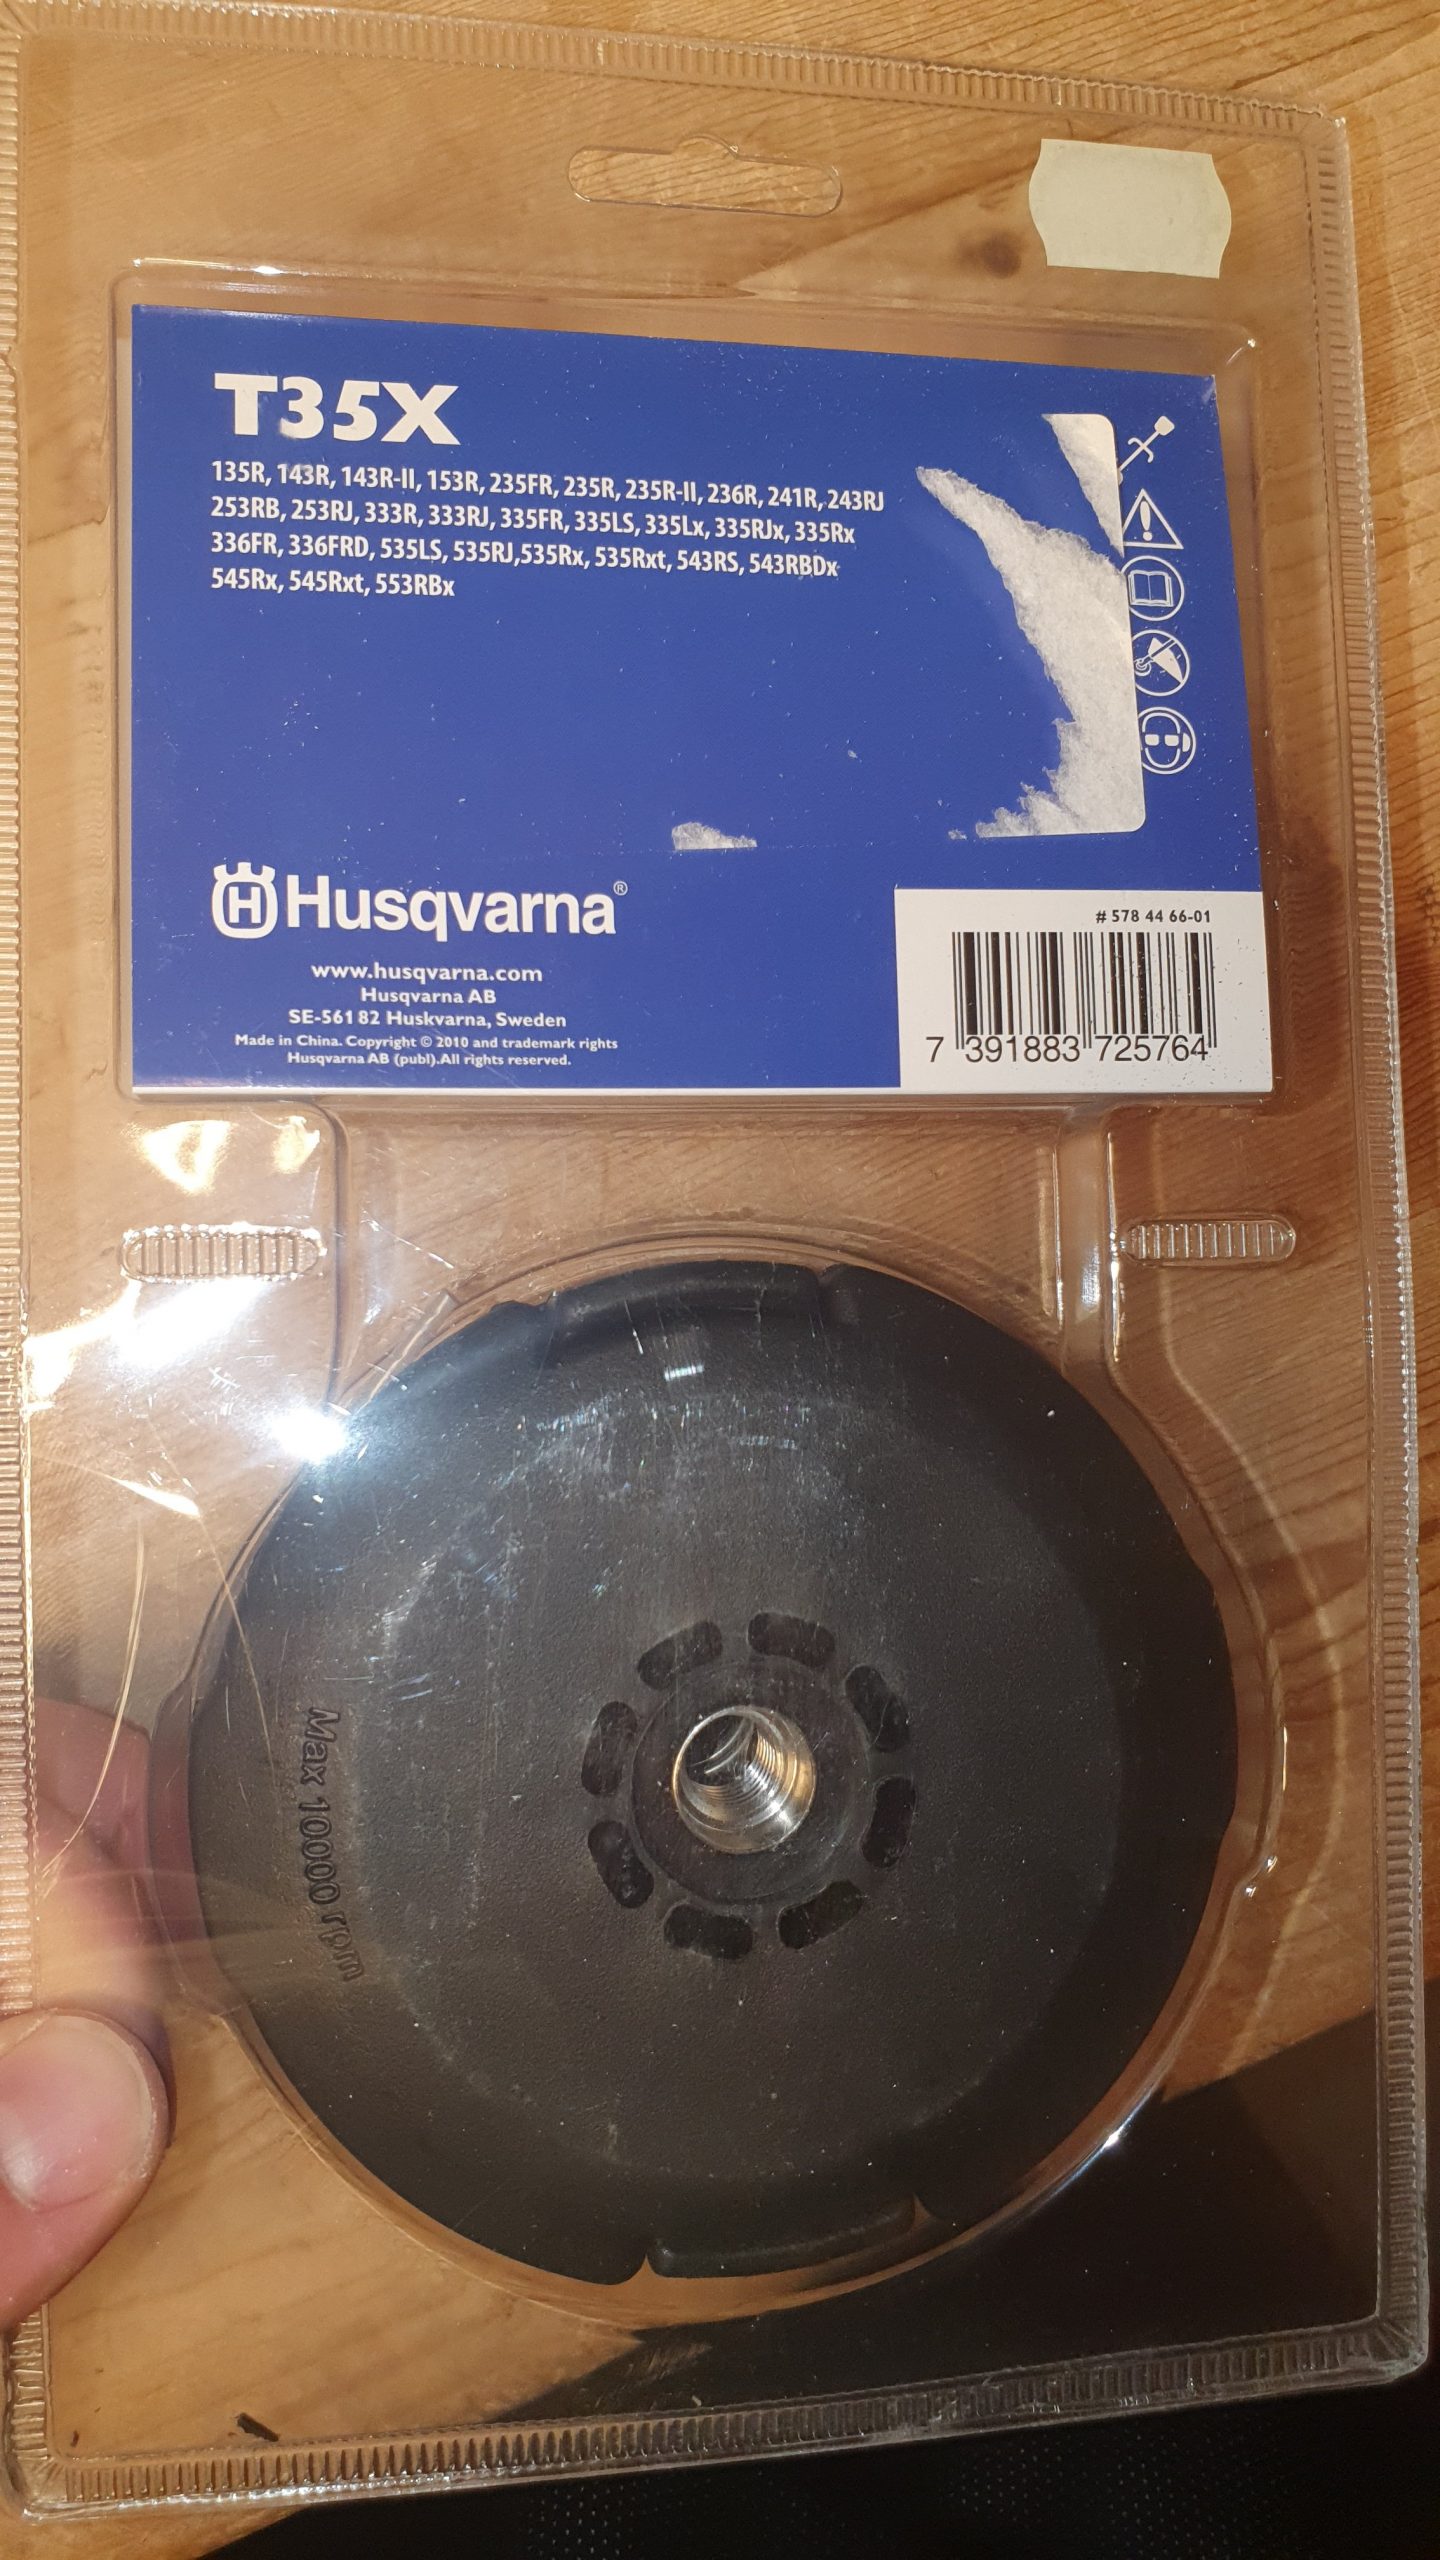 T35X
135R, 143R, 143R-II, 153R, 235FR, 235R, 235R-II, 236R, 241R, 243RJ
253RB, 253RJ, 333R, 333RJ, 335FR, 335LS, 335Lx, 335RJx, 335Rx
336FR, 336FRD, 535LS, 535RJ,535Rx, 535Rxt, 543RS, 543RBDx
545Rx, 545Rxt, 553RBx
H Husqvarna®
www.husqvarna.com
Husqvarna AB
SE-561 82 Huskvarna, Sweden
Made in China. Copyright © 2010 and trademark rights
Husqvarna AB (publ).All rights reserved.
# 578 44 66-01
7 391883 725764
Max 10000 rpm